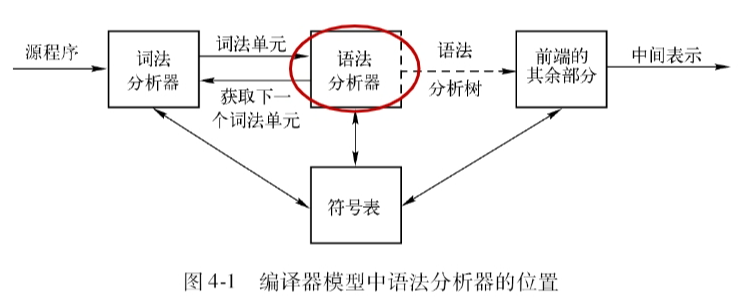 源程序
词法
分析器
词法单元
获取下一
个词法单元
语法
分析器
语法
分析树
前端的
其余部分
中间表示
符号表
图 4-1 编译器模型中语法分析器的位置